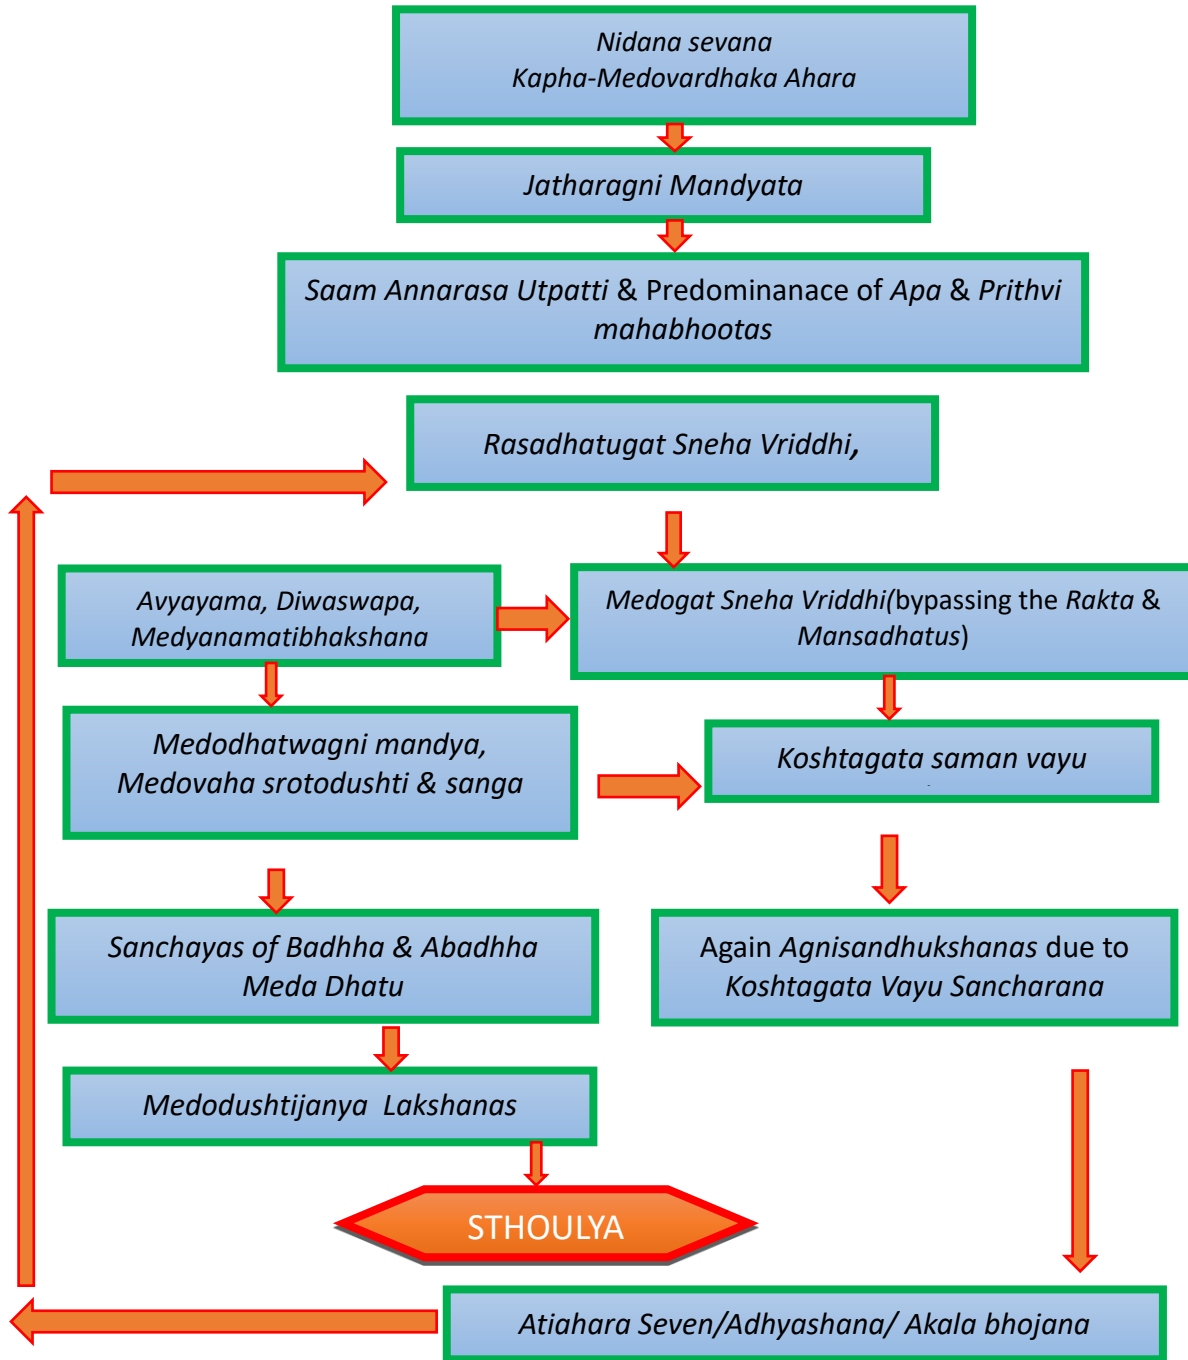 Nidana sevana
Kapha-Medovardhaka Ahara
Jatharagni Mandyata
Saam Annarasa Utpatti & Predominanace of Apa & Prithvi
mahabhootas
Rasadhatugat Sneha Vriddhi,
Avyayama, Diwaswapa,
Medyanamatibhakshana
Medogat Sneha Vriddhi(bypassing the Rakta &
Mansadhatus)
Medodhatwagni mandya,
Medovaha srotodushti & sanga
Koshtagata saman vayu
Sanchayas of Badhha & Abadhha
Meda Dhatu
Again Agnisandhukshanas due to
Koshtagata Vayu Sancharana
Medodushtijanya Lakshanas
STHOULYA
Atiahara Seven/Adhyashana/ Akala bhojana